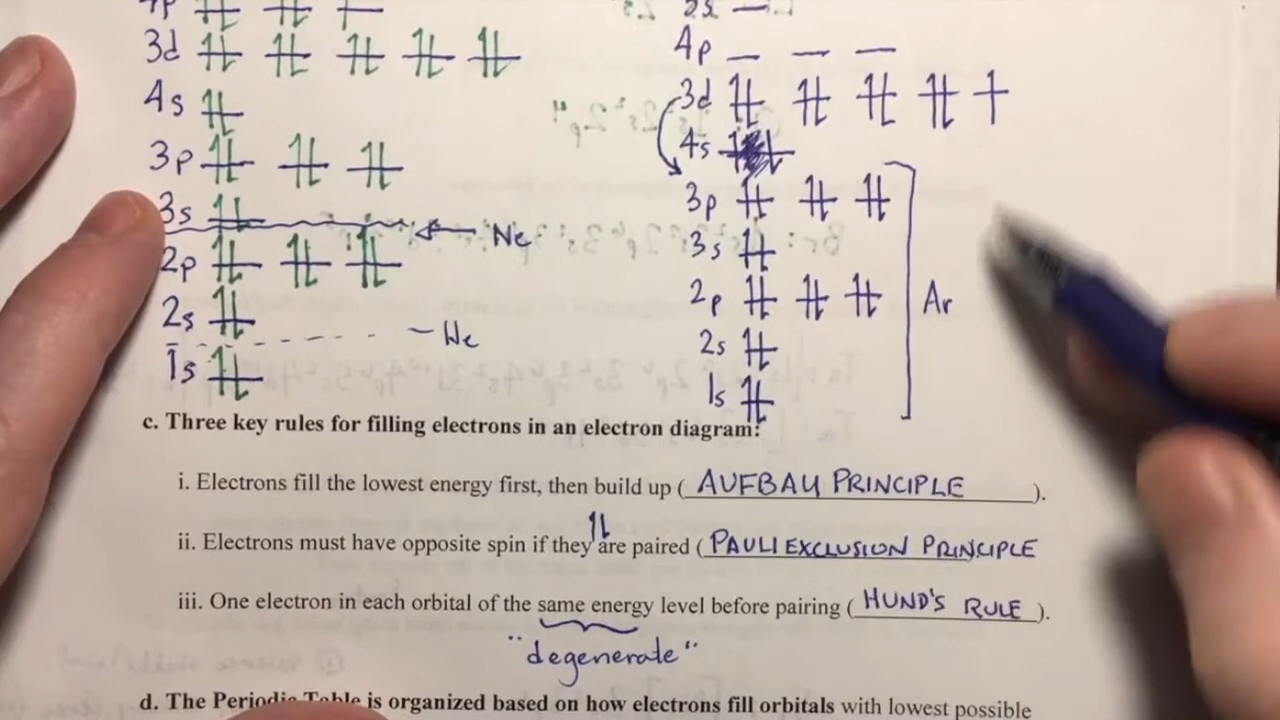 4p
3d
4s
3p
3s
2p
2s
1s
Ne
He
4p
3d
4s
3p
3s
2p
2s
1s
Ar
c. Three key rules for filling electrons in an electron diagram:
i. Electrons fill the lowest energy first, then build up (AUFBAU PRINCIPLE).
ii. Electrons must have opposite spin if they are paired (PAULI EXCLUSION PRINCIPLE
iii. One electron in each orbital of the same energy level before pairing (HUND'S RULE).
"degenerate"
d. The Periodic Table is organized based on how electrons fill orbitals with lowest possible